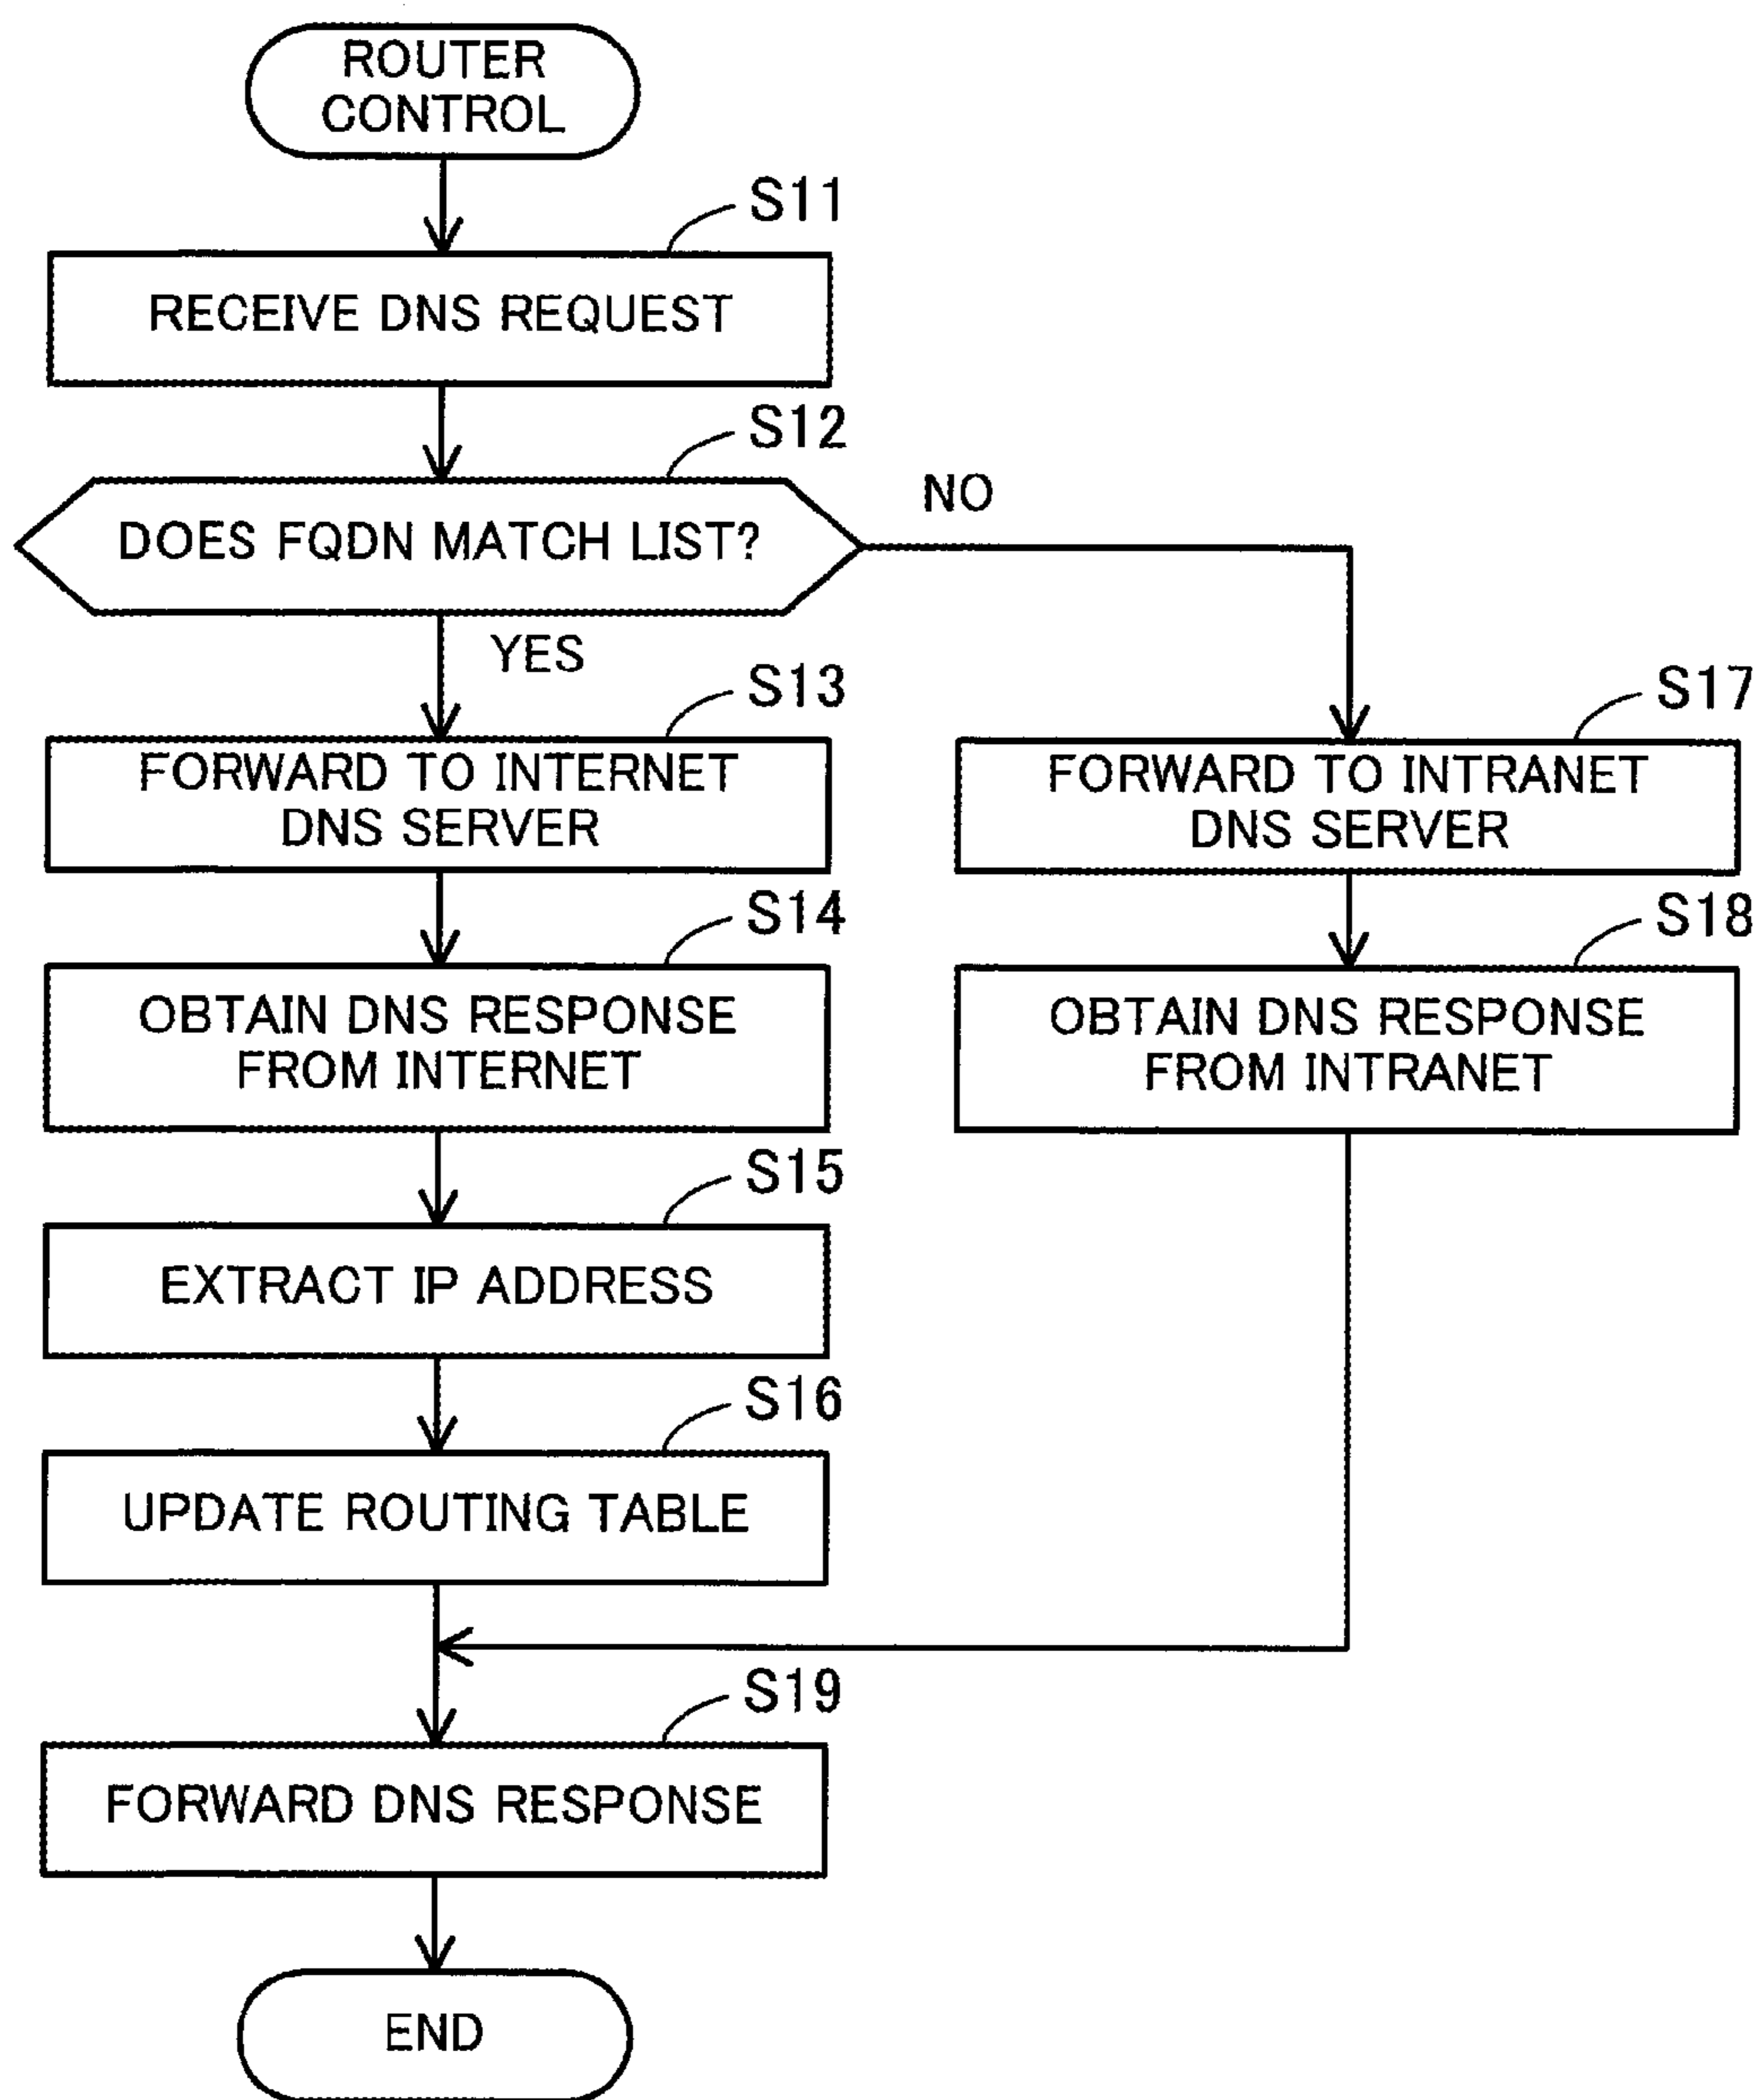 ROUTER
CONTROL
S11
RECEIVE DNS REQUEST
S12
DOES FQDN MATCH LIST?
NO
YES
S13
FORWARD TO INTERNET
DNS SERVER
S17
FORWARD TO INTRANET
DNS SERVER
S14
OBTAIN DNS RESPONSE
FROM INTERNET
S18
OBTAIN DNS RESPONSE
FROM INTRANET
S15
EXTRACT IP ADDRESS
S16
UPDATE ROUTING TABLE
S19
FORWARD DNS RESPONSE
END